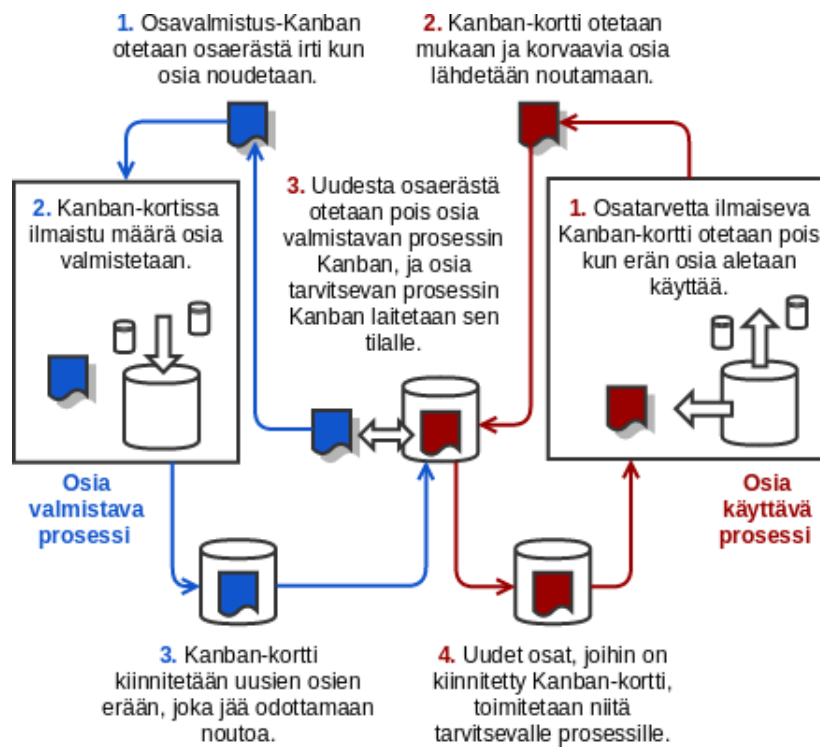 1. Osavalmistus-Kanban
otetaan osaerästä irti kun
osia noudetaan.
2. Kanban-kortti otetaan
mukaan ja korvaavia osia
lähdetään noutamaan.
2. Kanban-kortissa
ilmaistu määrä osia
valmistetaan.
3. Uudesta osaerästä
otetaan pois osia
valmistavan prosessin
Kanban, ja osia
tarvitsevan prosessin
Kanban laitetaan sen
tilalle.
1. Osatarvetta ilmaiseva
Kanban-kortti otetaan pois
kun erän osia aletaan
käyttää.
Osia
valmistava
prosessi
Osia
käyttävä
prosessi
3. Kanban-kortti
kiinnitetään uusien osien
erään, joka jää odottamaan
noutoa.
4. Uudet osat, joihin on
kiinnitetty Kanban-kortti,
toimitetaan niitä
tarvitsevalle prosessille.